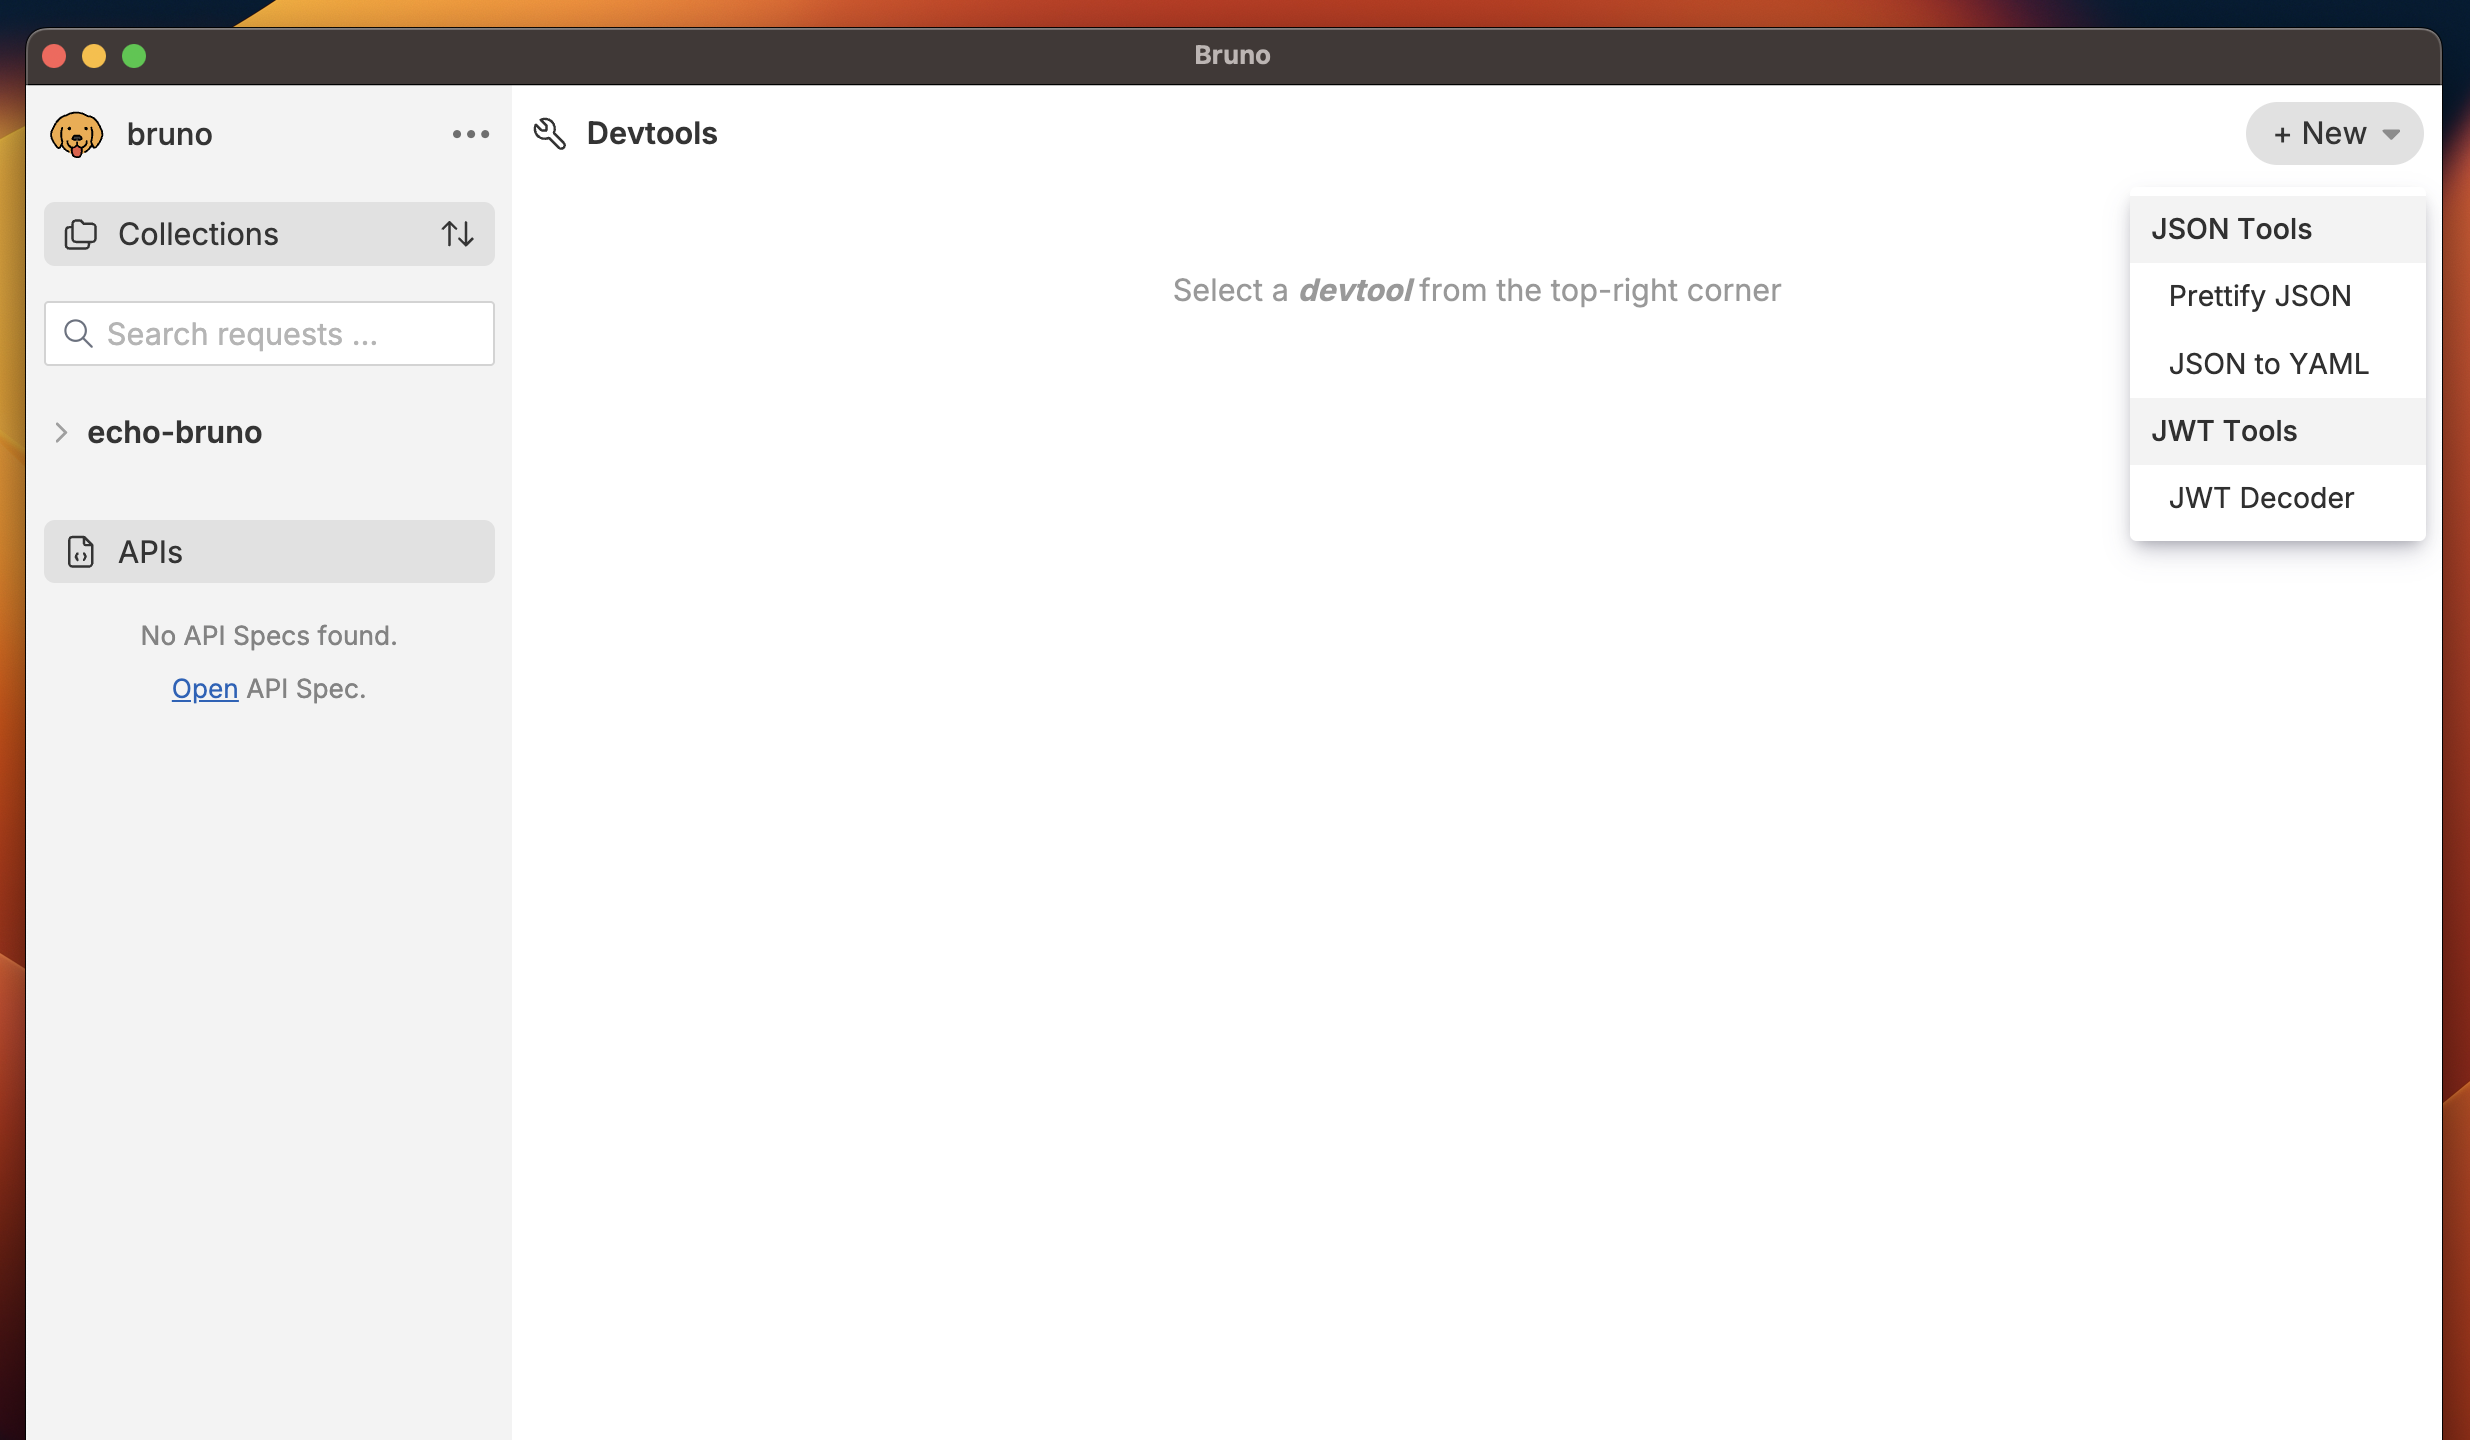 Bruno
bruno
Collections
Search requests ...
echo-bruno
APIs
No API Specs found.
Open API Spec.
Devtools
+ New
Select a devtool from the top-right corner
JSON Tools
Prettify JSON
JSON to YAML
JWT Tools
JWT Decoder